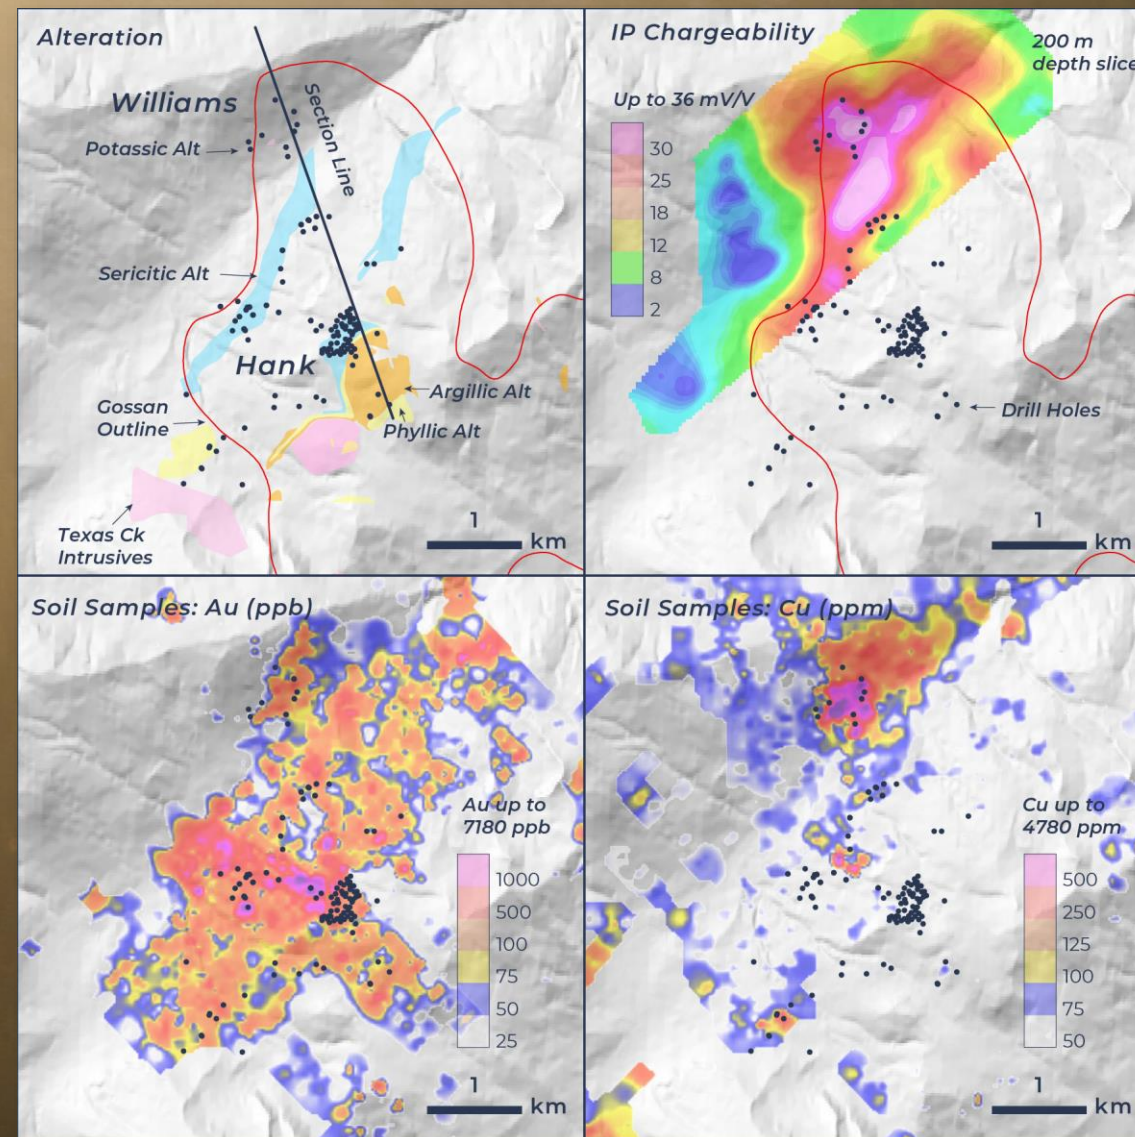 Alteration
Williams
Section Line
Potassic Alt
Sericitic Alt
Hank
Argillic Alt
Gossan
Outline
Phyllic Alt
Texas Ck
Intrusives
1
km
IP Chargeability
200 m
depth slice
Up to 36 mV/V
30
25
18
12
8
2
Drill Holes
1
km
Soil Samples: Au (ppb)
Au up to
7180 ppb
1000
500
100
75
50
25
1
km
Soil Samples: Cu (ppm)
Cu up to
4780 ppm
500
250
125
100
75
50
1
km